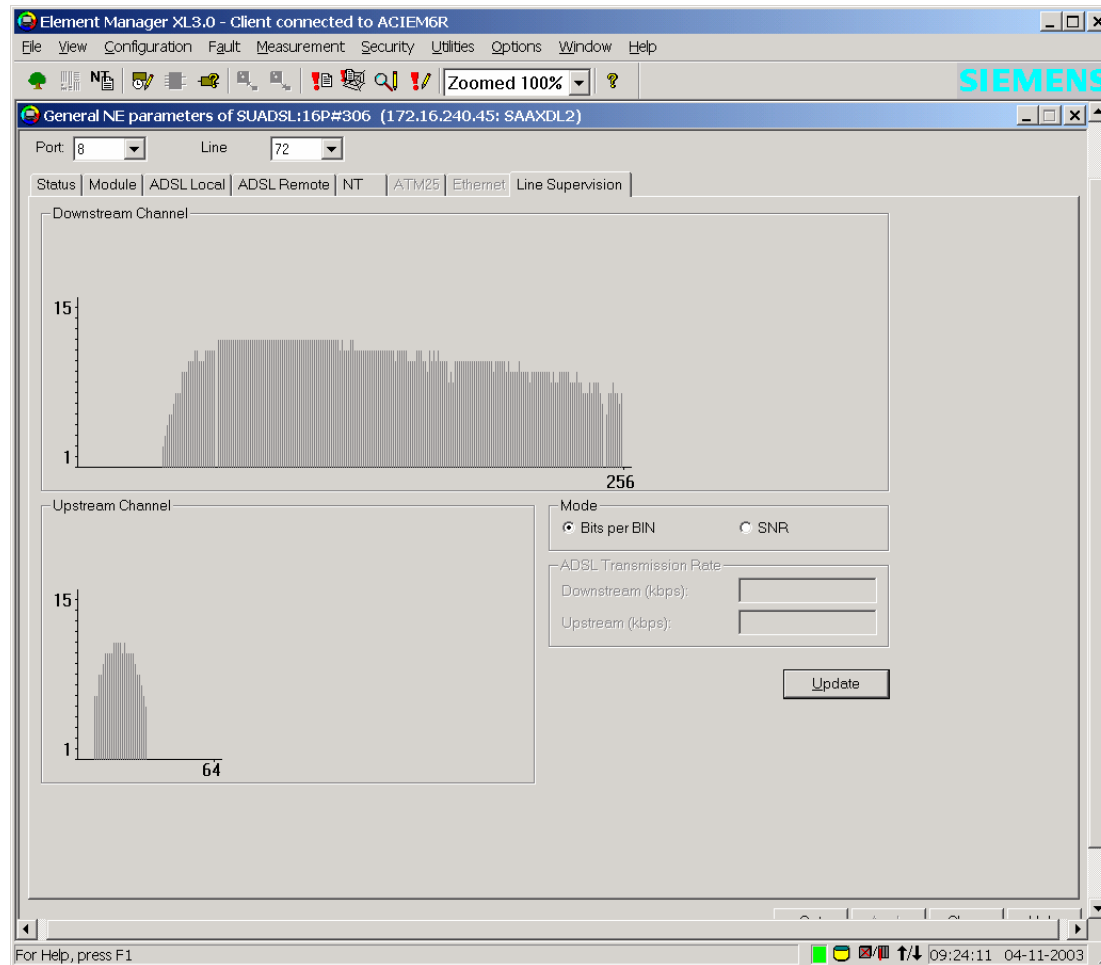 Element Manager XL3.0 - Client connected to ACIEM6R
File View Configuration Fault Measurement Security Utilities Options Window Help
Zoomed 100%
SIEMENS
General NE parameters of SUADSL:16P#306 (172.16.240.45: SAAXDL2)
Port: 8 Line 72
Status Module ADSL Local ADSL Remote NT ATM25 Ethernet Line Supervision
Downstream Channel
15
1
256
Upstream Channel
15
1
64
Mode
Bits per BIN SNR
ADSL Transmission Rate
Downstream (kbps):
Upstream (kbps):
Update
For Help, press F1
09:24:11 04-11-2003